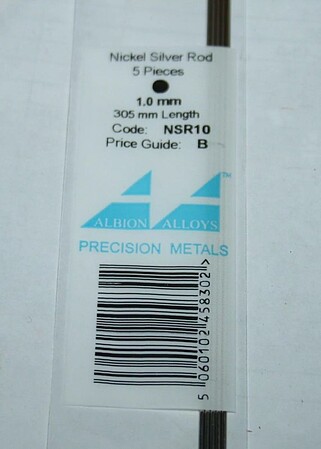 Nickel Silver Rod
5 Pieces
1.0 mm
305 mm Length
Code: NSR10
Price Guide: B
ALBION ALLOYS™
PRECISION METALS
5 060102 458302 >